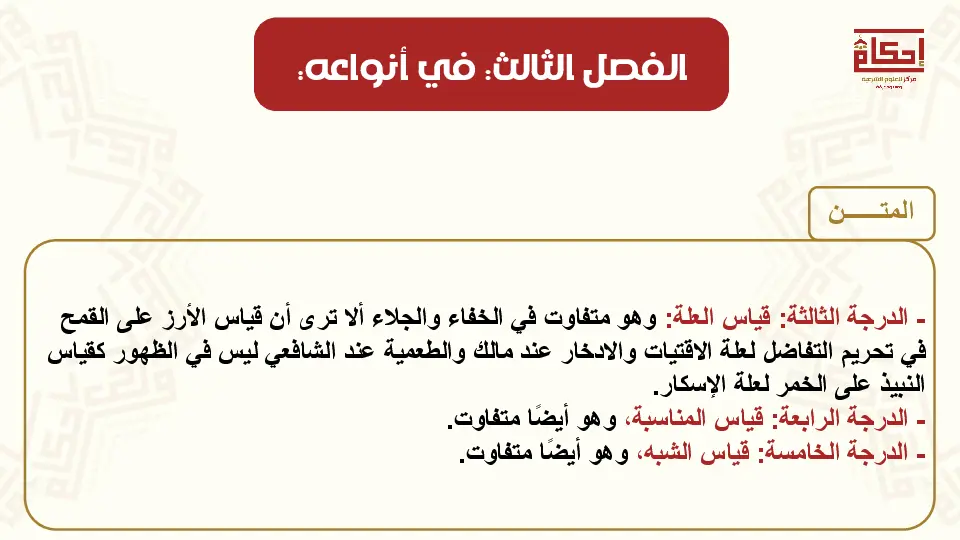 الفصل الثالث: في أنواعه:
إحكام
مركز للعلوم الشرعية
المتـــــن
- الدرجة الثالثة: قياس العلة: وهو متفاوت في الخفاء والجلاء ألا ترى أن قياس الأرز على القمح
في تحريم التفاضل لعلة الاقتيات والادخار عند مالك والطعمية عند الشافعي ليس في الظهور كقياس
النبيذ على الخمر لعلة الإسكار.
- الدرجة الرابعة: قياس المناسبة، وهو أيضًا متفاوت.
- الدرجة الخامسة: قياس الشبه، وهو أيضًا متفاوت.